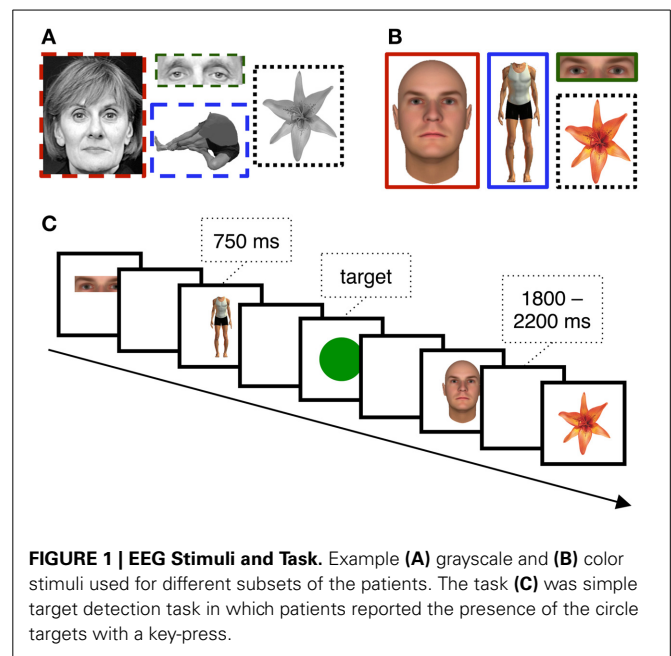 A
B
C
750 ms
target
1800 –
2200 ms
FIGURE 1 | EEG Stimuli and Task. Example (A) grayscale and (B) color
stimuli used for different subsets of the patients. The task (C) was simple
target detection task in which patients reported the presence of the circle
targets with a key-press.